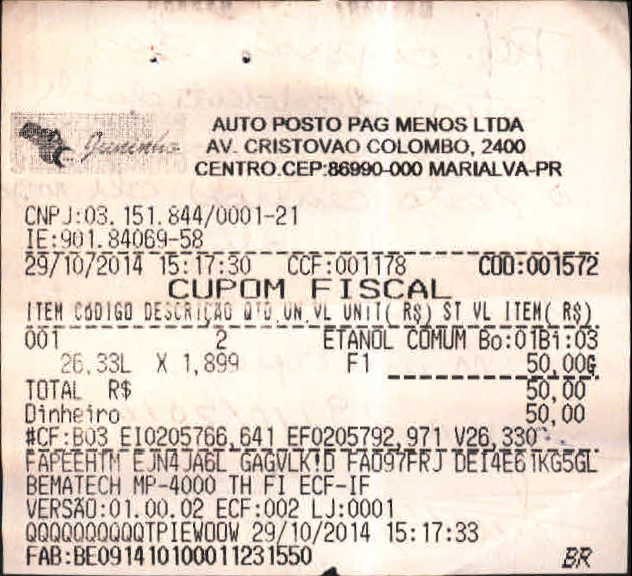 Juninho
AUTO POSTO PAG MENOS LTDA
AV. CRISTOVAO COLOMBO, 2400
CENTRO.CEP:86990-000 MARIALVA-PR
CNPJ:03.151.844/0001-21
IE:901.84069-58
29/10/2014 15:17:30 CCF:001178 COO:001572
CUPOM FISCAL
ITEM CÓDIGO DESCRIÇÃO QTD.UN.VL UNIT( R$) ST VL ITEM( R$)
001 2 ETANOL COMUM Bo:01Bi:03
26,33L X 1,899 F1 50,00G
TOTAL R$ 50,00
Dinheiro 50,00
#CF:B03 EI0205766,641 EF0205792,971 V26,330
FAPEEHTM EJN4JA6L GAGVLK!D FAO97FRJ DEI4E61KG5GL
BEMATECH MP-4000 TH FI ECF-IF
VERSÃO:01.00.02 ECF:002 LJ:0001
QQQQQQQQQQTPIEWOOW 29/10/2014 15:17:33
FAB:BE091410100011231550 BR